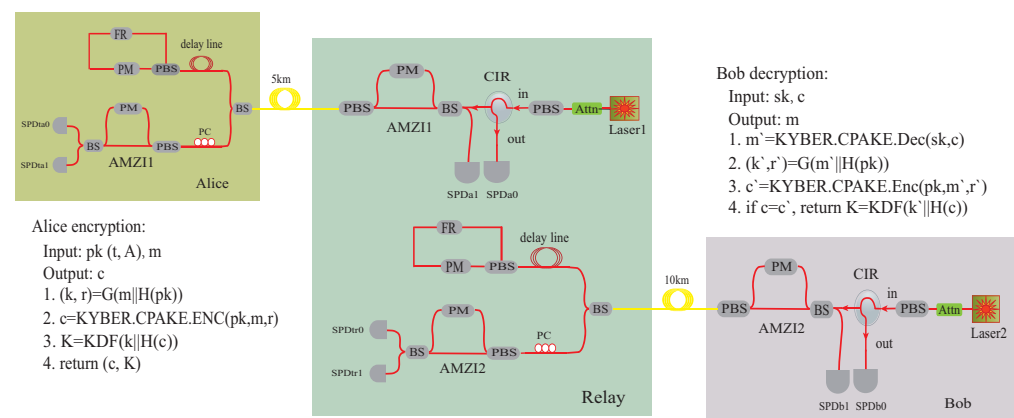 FR
delay line
PM
PBS
PM
BS
SPDta0
BS
PC
SPDta1
AMZI1
PBS
Alice
5km
PM
CIR
in
PBS
BS
PBS
Attn
AMZI1
out
Laser1
SPDa1
SPDa0
FR
delay line
PM
PBS
PM
BS
SPDtr0
PC
BS
PBS
SPDtr1
AMZI2
Relay
10km
PM
CIR
in
PBS
BS
PBS
Attn
AMZI2
out
Laser2
SPDb1
SPDb0
Bob
Alice encryption:
Input: pk (t, A), m
Output: c
1. (k, r)=G(m||H(pk))
2. c=KYBER.CPAKE.ENC(pk,m,r)
3. K=KDF(k||H(c))
4. return (c, K)
Bob decryption:
Input: sk, c
Output: m
1. m`=KYBER.CPAKE.Dec(sk,c)
2. (k`,r`)=G(m`||H(pk))
3. c`=KYBER.CPAKE.Enc(pk,m`,r`)
4. if c=c`, return K=KDF(k`||H(c))